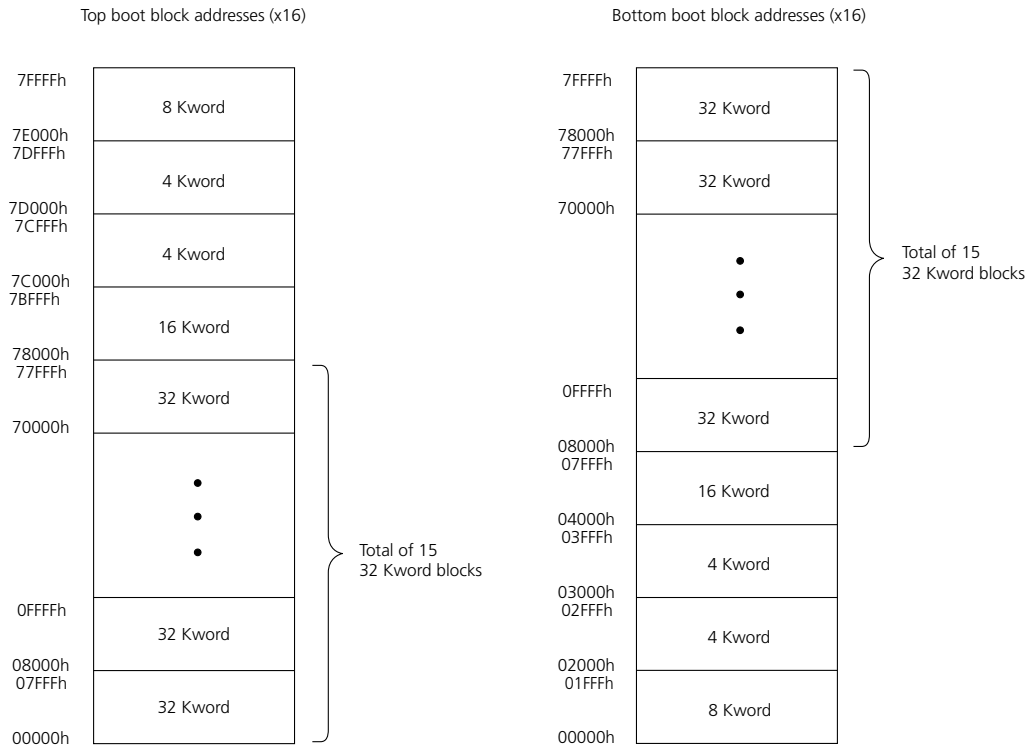 Top boot block addresses (x16)
7FFFFh
8 Kword
7E000h
7DFFFh
4 Kword
7D000h
7CFFFh
4 Kword
7C000h
7BFFFh
16 Kword
78000h
77FFFh
32 Kword
70000h
Total of 15
32 Kword blocks
0FFFFh
32 Kword
08000h
07FFFh
32 Kword
00000h
Bottom boot block addresses (x16)
7FFFFh
32 Kword
78000h
77FFFh
32 Kword
70000h
Total of 15
32 Kword blocks
0FFFFh
32 Kword
08000h
07FFFh
16 Kword
04000h
03FFFh
4 Kword
03000h
02FFFh
4 Kword
02000h
01FFFh
8 Kword
00000h